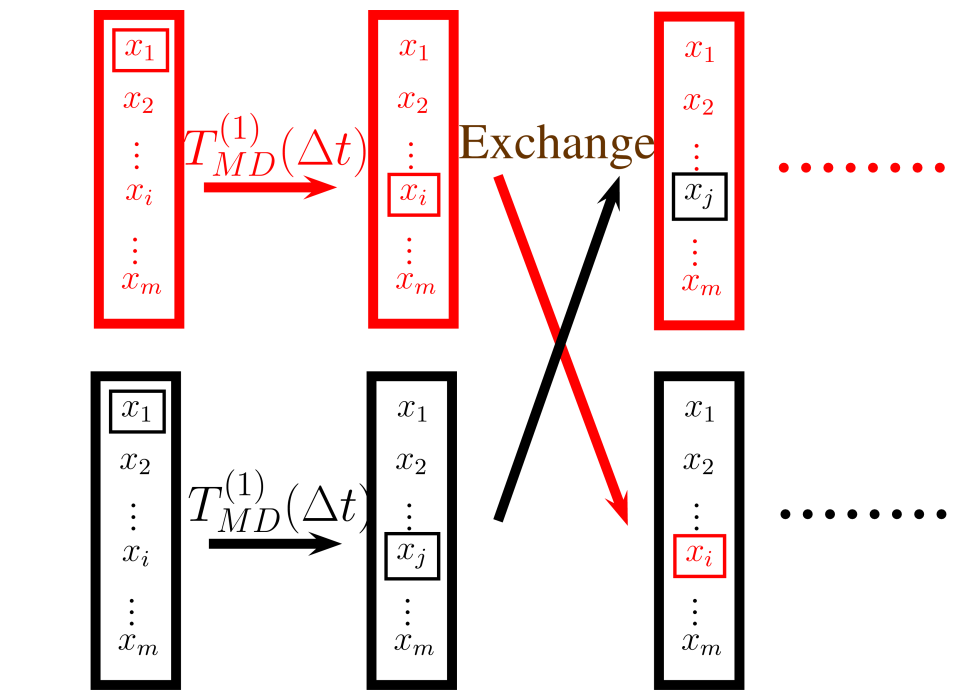 x_1 x_1 x_1
x_2 x_2 x_2
T_{MD}^{(1)}(Δt) Exchange
⋮ ⋮ ⋮
x_i x_i x_j
⋮ ⋮ ⋮
x_m x_m x_m
x_1 x_1 x_1
x_2 x_2 x_2
T_{MD}^{(1)}(Δt)
⋮ ⋮ ⋮
x_i x_j x_i
⋮ ⋮ ⋮
x_m x_m x_m